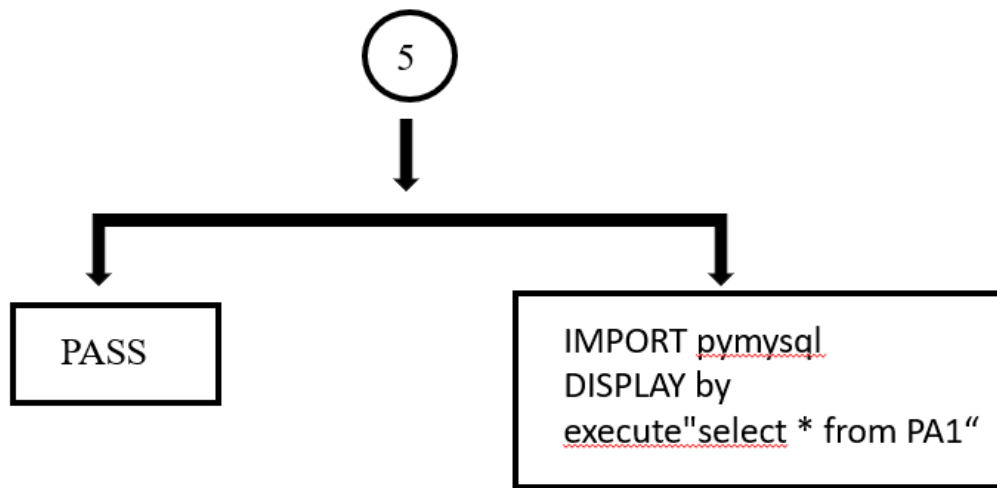 5
PASS
IMPORT pymysql
DISPLAY by
execute"select * from PA1“